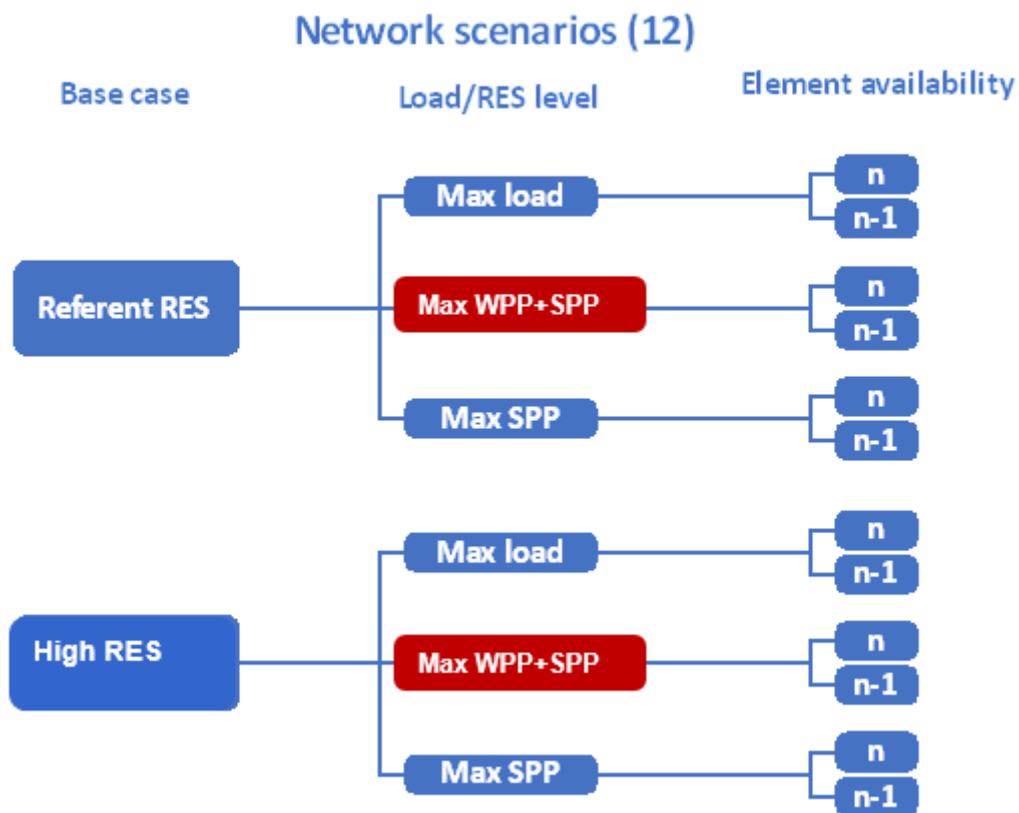 Network scenarios (12)
Base case
Load/RES level
Element availability
Referent RES
Max load
n
n-1
Max WPP+SPP
n
n-1
Max SPP
n
n-1
High RES
Max load
n
n-1
Max WPP+SPP
n
n-1
Max SPP
n
n-1